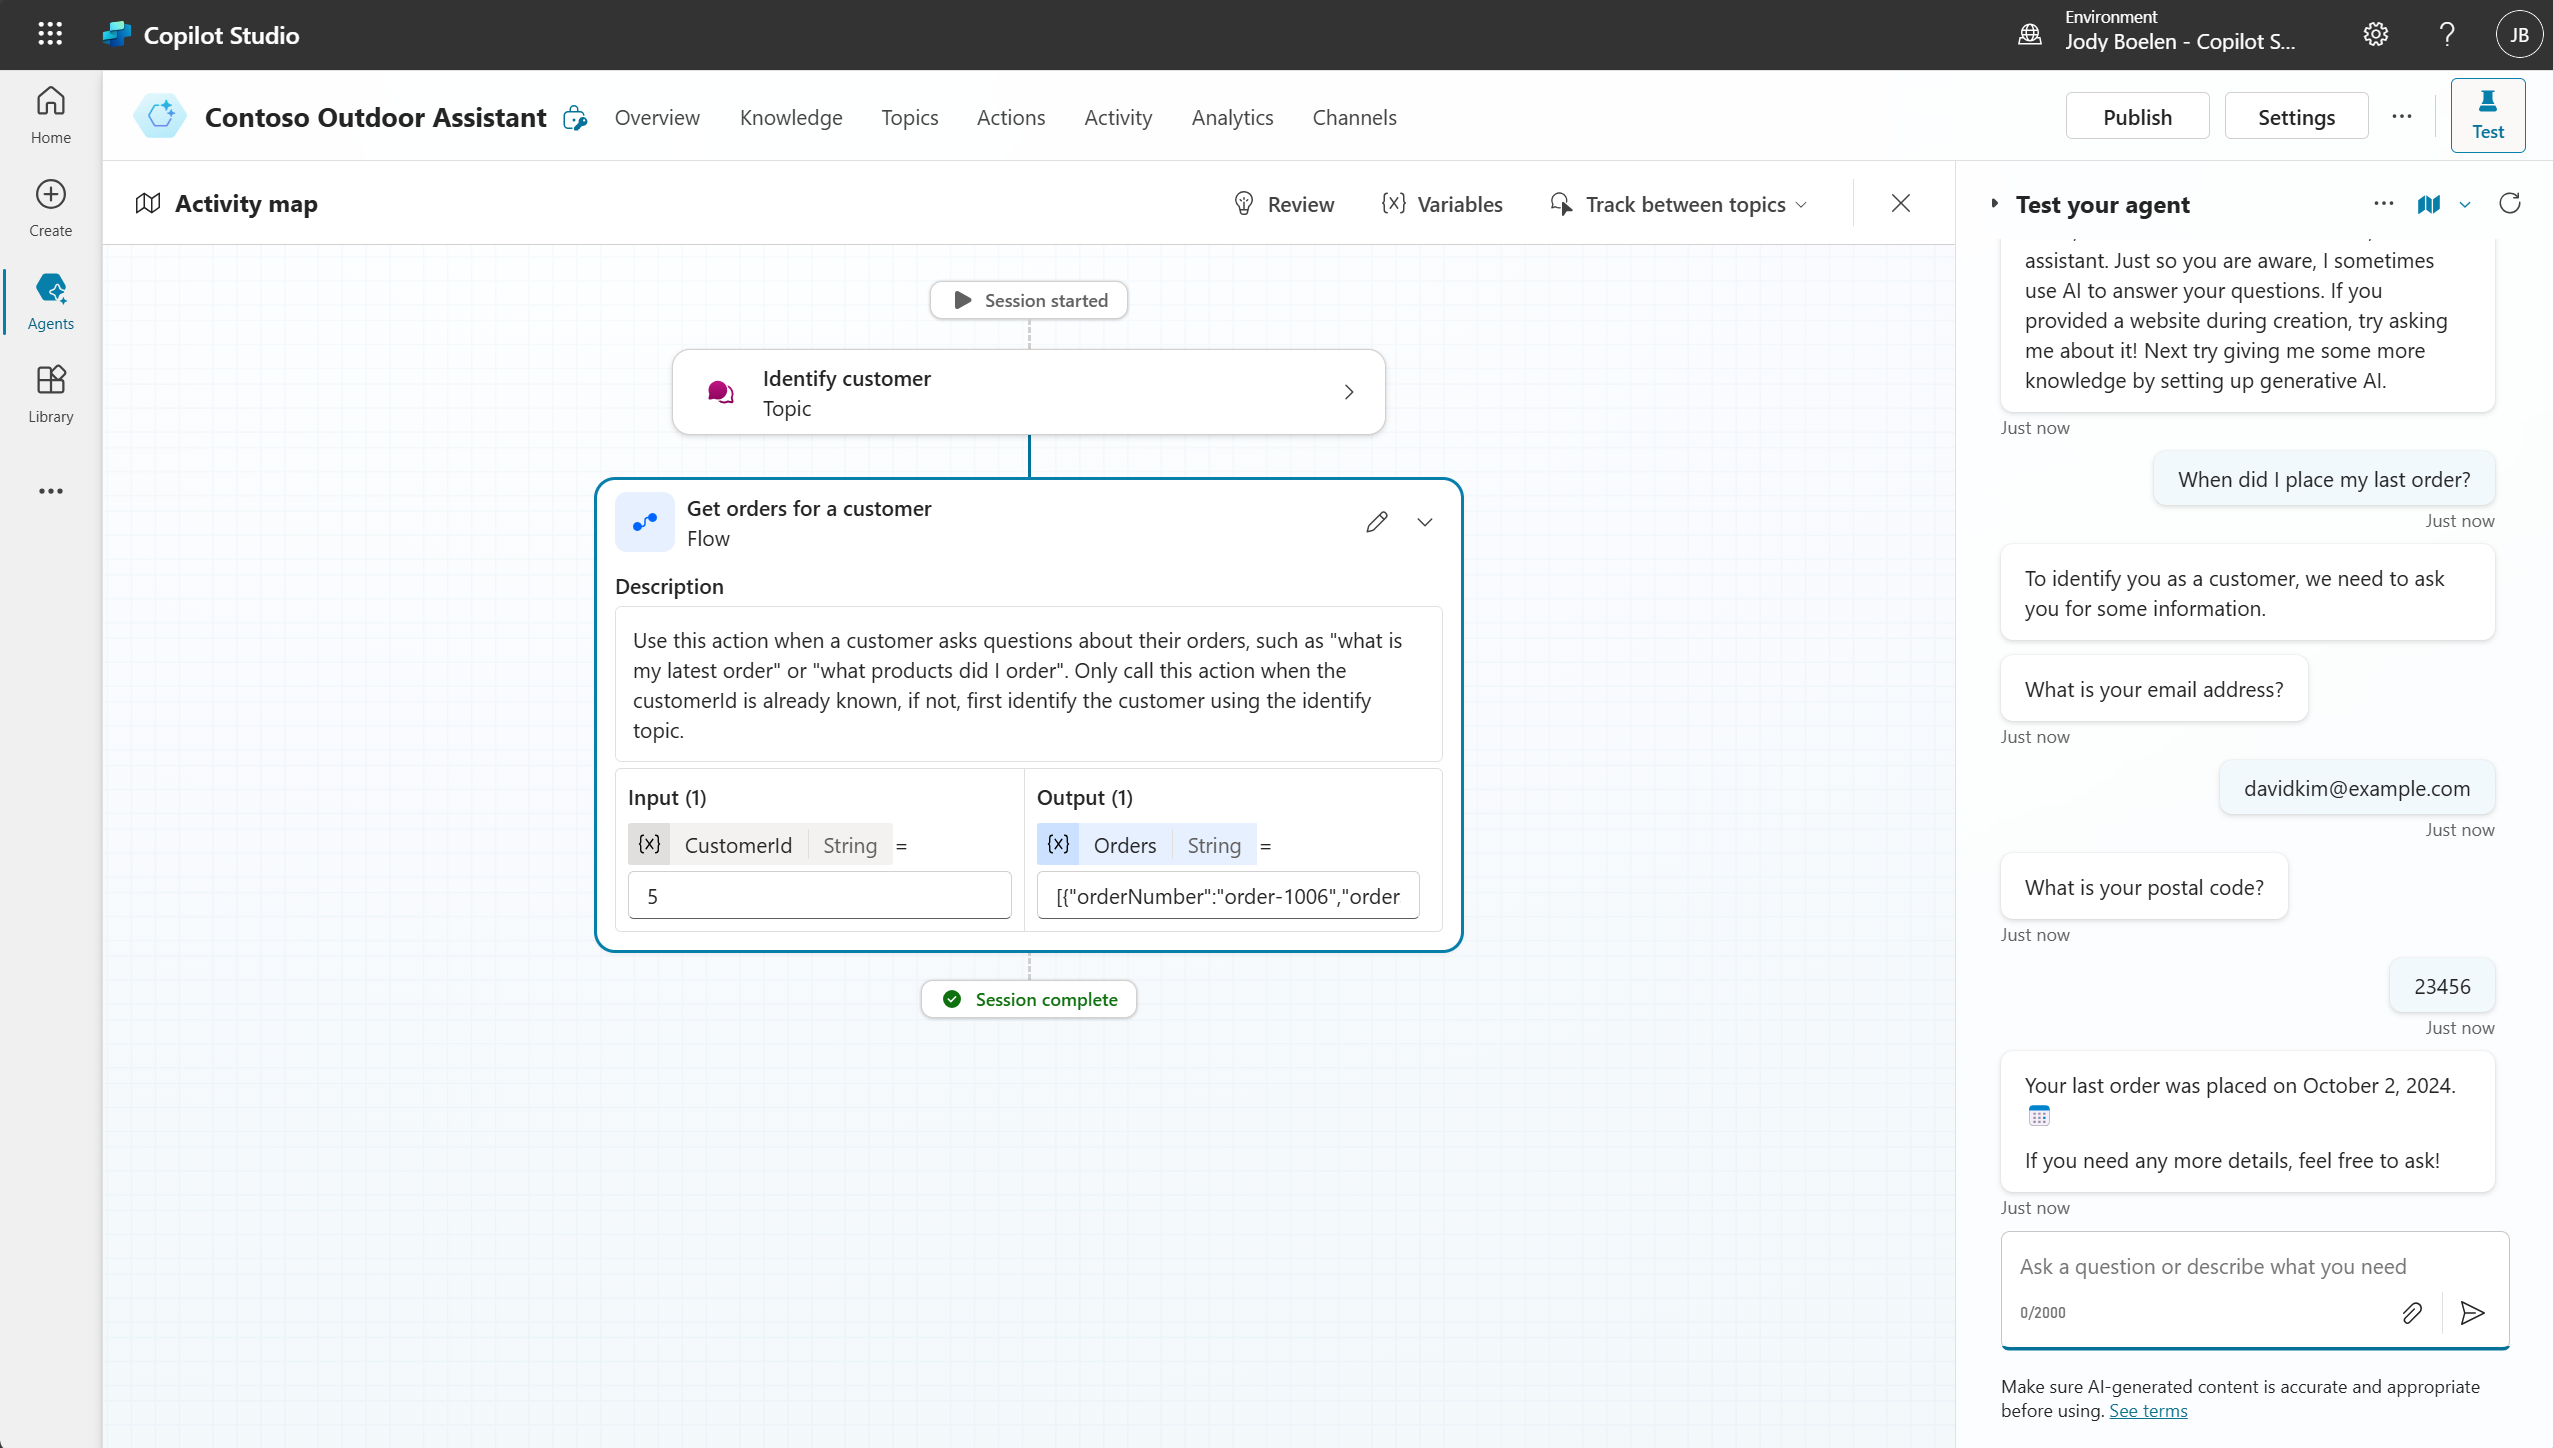 Copilot Studio
Environment
Jody Boelen - Copilot S...
JB
Home
Create
Agents
Library
Contoso Outdoor Assistant
Overview
Knowledge
Topics
Actions
Activity
Analytics
Channels
Publish
Settings
Test
Activity map
Review
{x} Variables
Track between topics
Session started
Identify customer
Topic
Get orders for a customer
Flow
Description
Use this action when a customer asks questions about their orders, such as "what is
my latest order" or "what products did I order". Only call this action when the
customerId is already known, if not, first identify the customer using the identify
topic.
Input (1)
{x} CustomerId String =
5
Output (1)
{x} Orders String =
[{"orderNumber":"order-1006","order
Session complete
Test your agent
assistant. Just so you are aware, I sometimes
use AI to answer your questions. If you
provided a website during creation, try asking
me about it! Next try giving me some more
knowledge by setting up generative AI.
Just now
When did I place my last order?
Just now
To identify you as a customer, we need to ask
you for some information.
What is your email address?
Just now
davidkim@example.com
Just now
What is your postal code?
Just now
23456
Just now
Your last order was placed on October 2, 2024.
If you need any more details, feel free to ask!
Just now
Ask a question or describe what you need
0/2000
Make sure AI-generated content is accurate and appropriate
before using. See terms